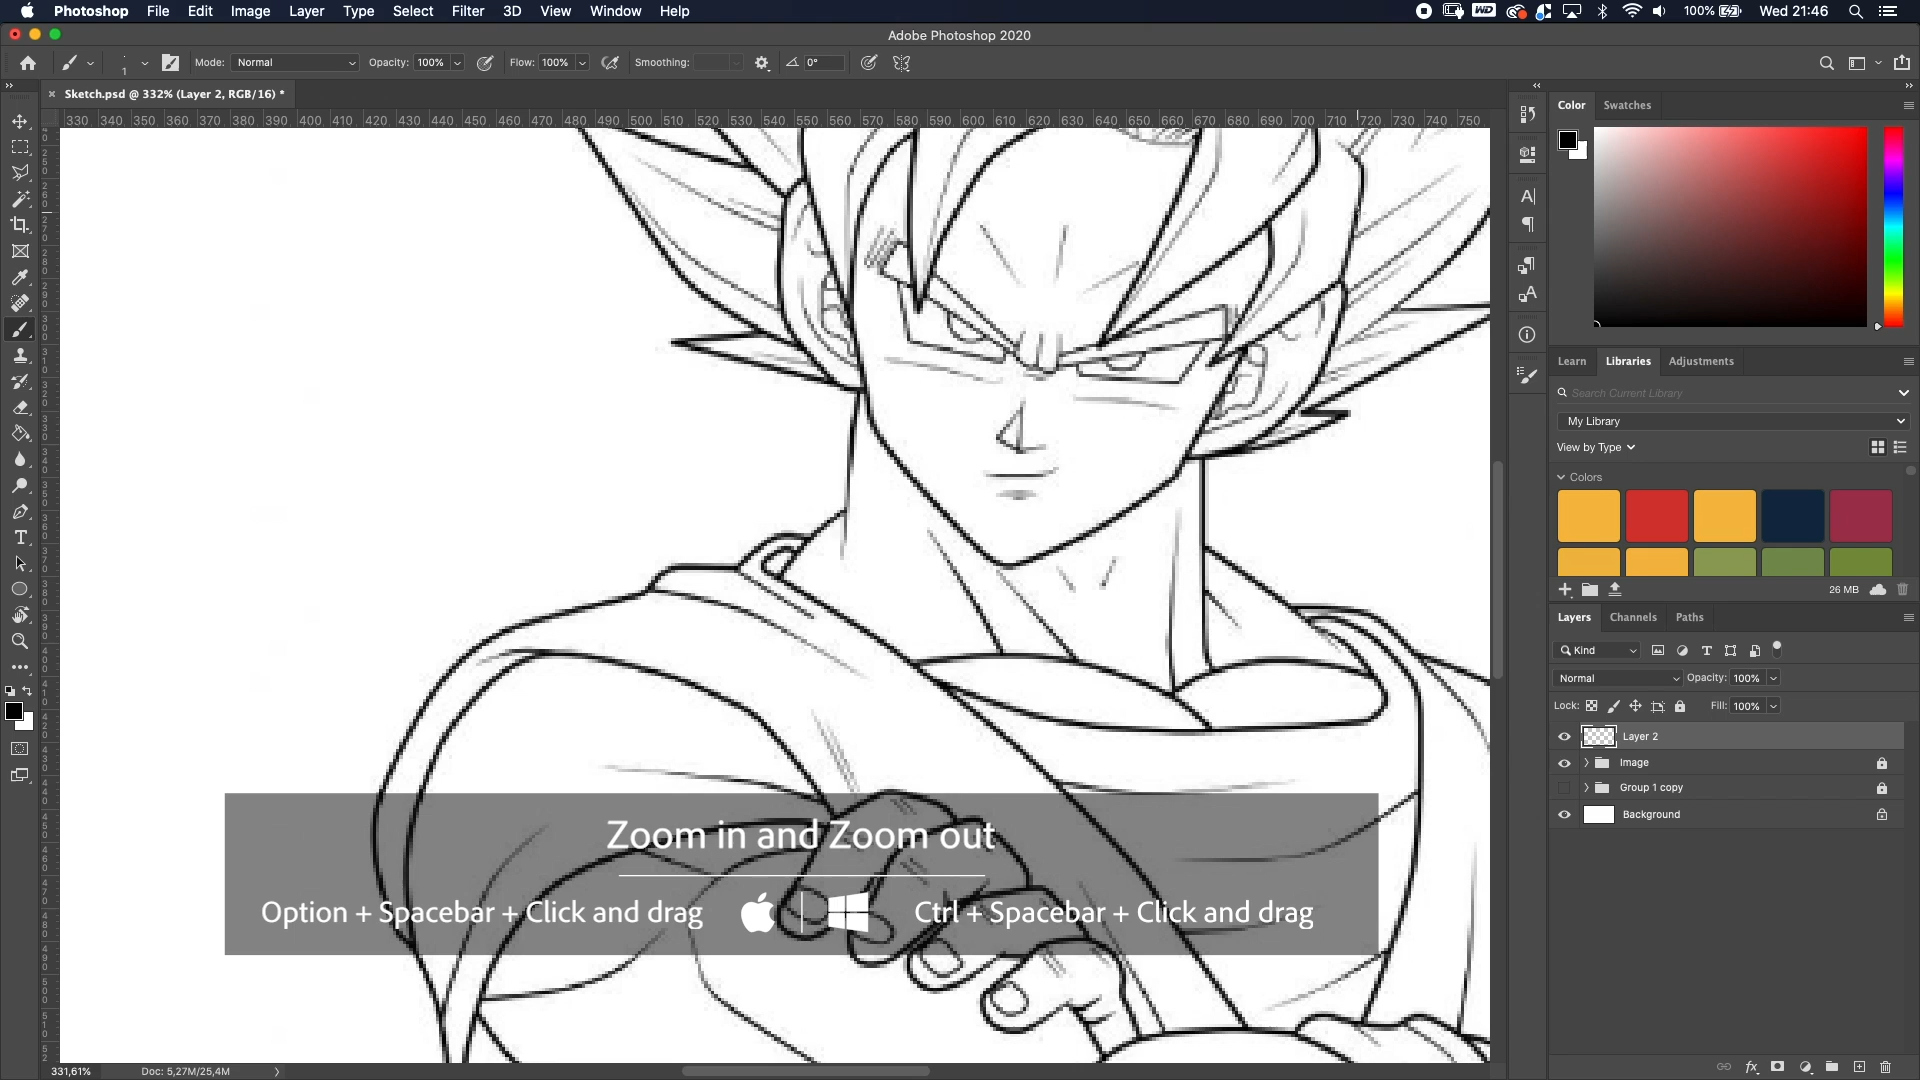 Photoshop File Edit Image Layer Type Select Filter 3D View Window Help 100% Wed 21:46
Adobe Photoshop 2020
1 Mode: Normal Opacity: 100% Flow: 100% Smoothing: 0°
× Sketch.psd @ 332% (Layer 2, RGB/16) *
330 340 350 360 370 380 390 400 410 420 430 440 450 460 470 480 490 500 510 520 530 540 550 560 570 580 590 600 610 620 630 640 650 660 670 680 690 700 710 720 730 740 750
Color Swatches
Learn Libraries Adjustments
Search Current Library
My Library
View by Type
Colors
26 MB
Layers Channels Paths
Kind
Normal Opacity: 100%
Lock: Fill: 100%
Layer 2
Image
Group 1 copy
Background
Zoom in and Zoom out
Option + Spacebar + Click and drag
Ctrl + Spacebar + Click and drag
331,61% Doc: 5,27M/25,4M